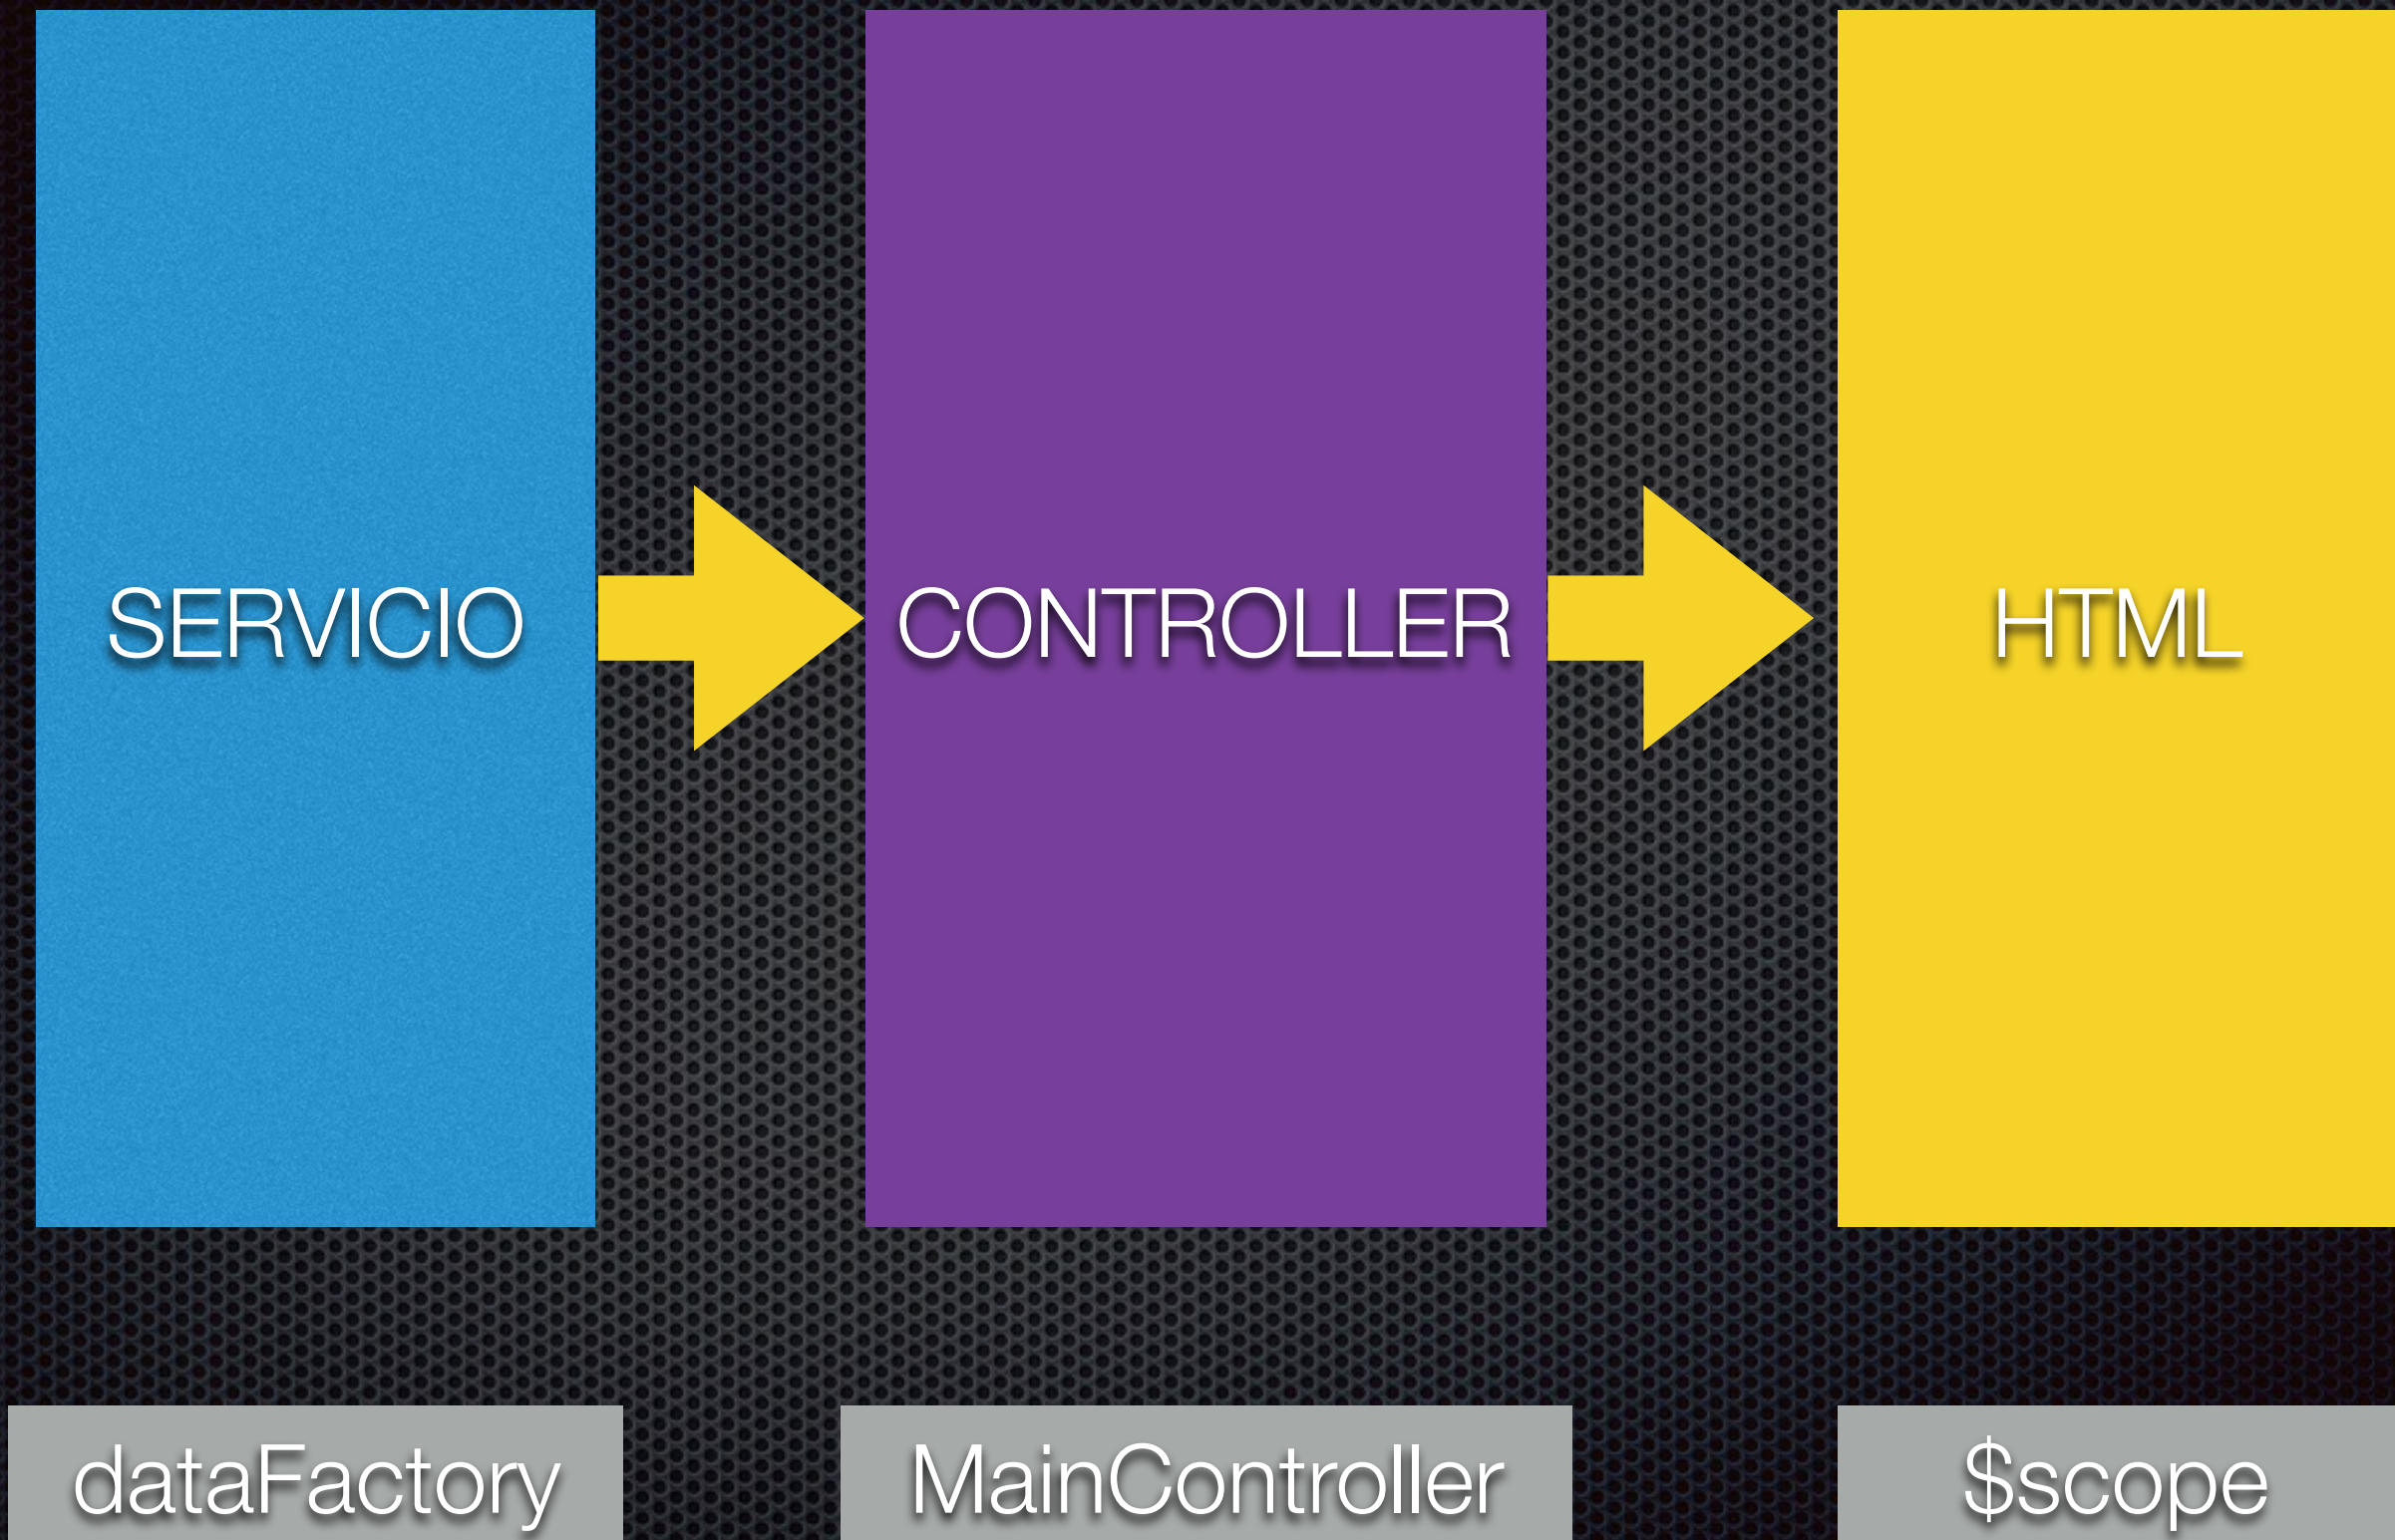 SERVICIO
CONTROLLER
HTML
dataFactory
MainController
$scope